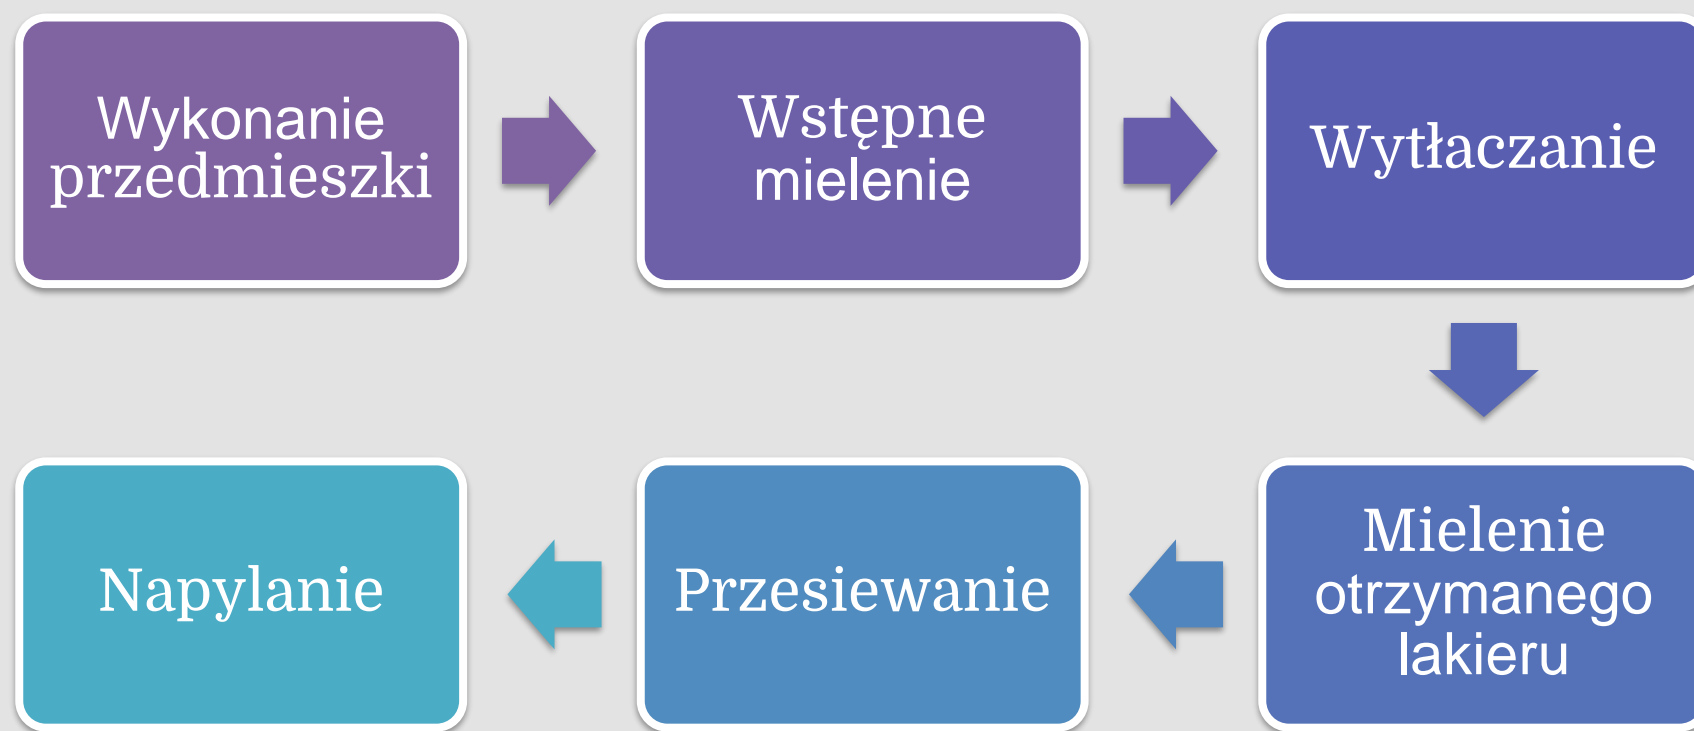 Wykonanie
przedmieszki
Wstępne
mielenie
Wytłaczanie
Mielenie
otrzymanego
lakieru
Przesiewanie
Napylanie